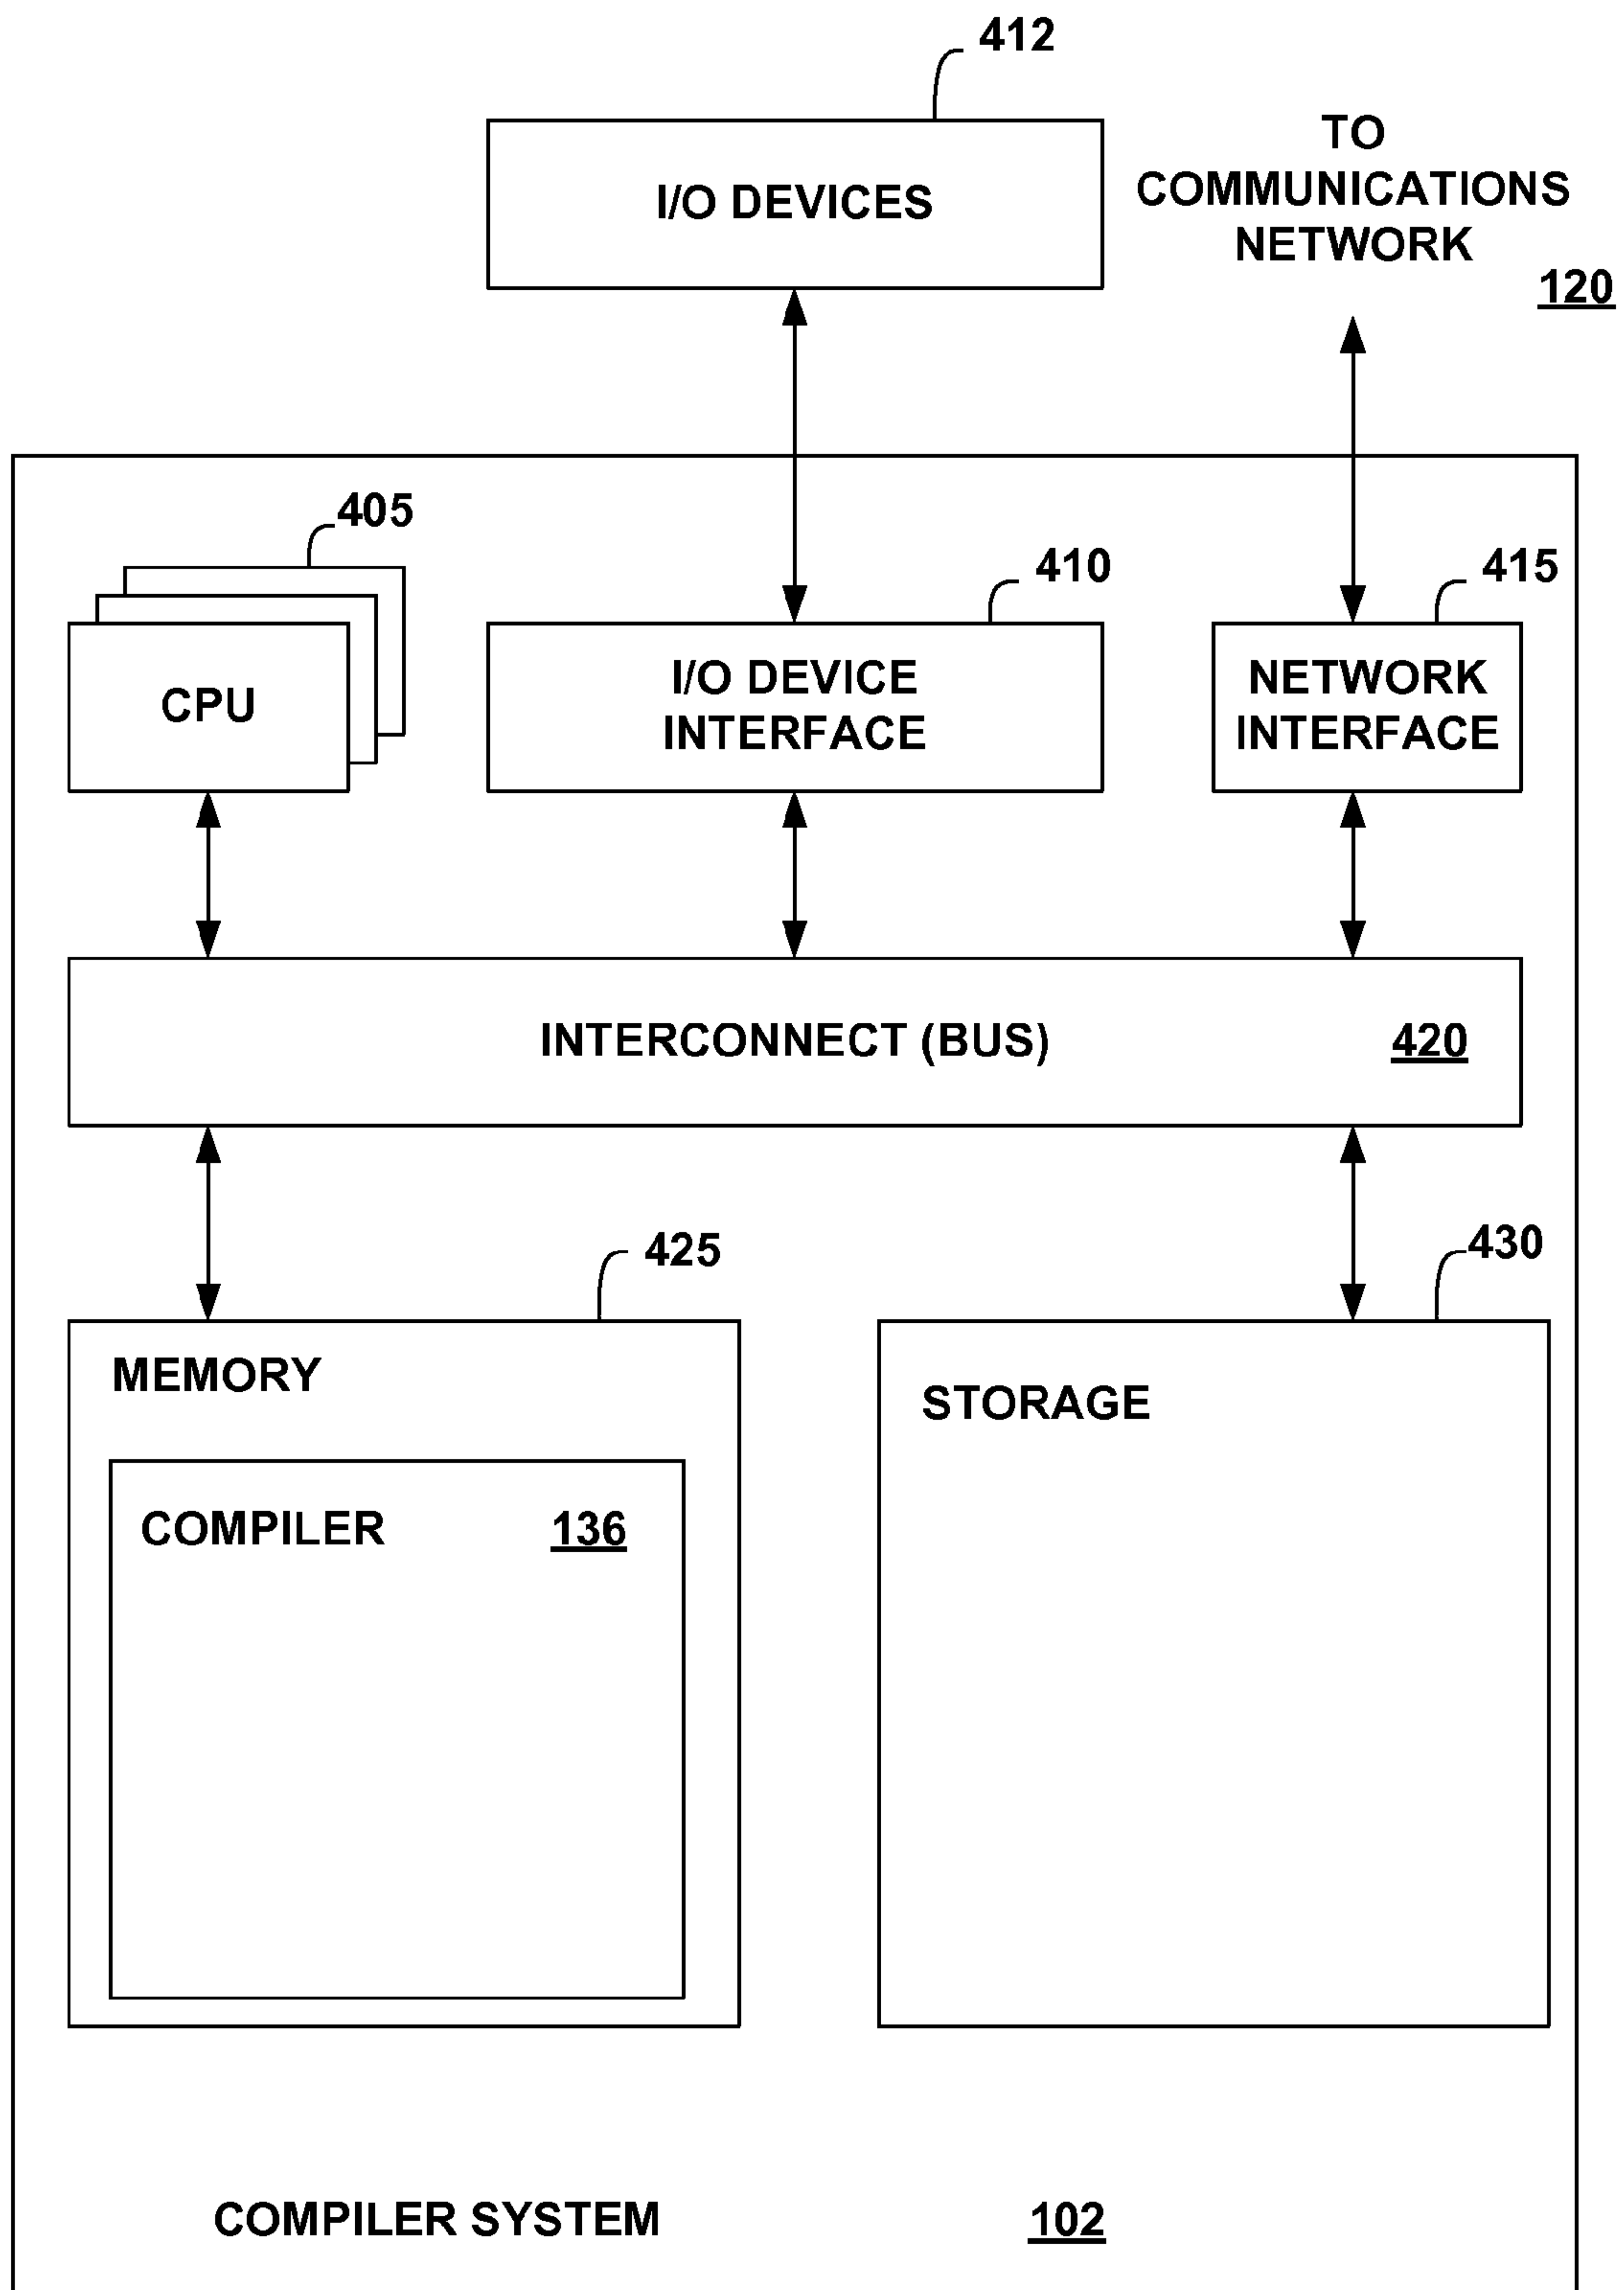 412
I/O DEVICES
TO
COMMUNICATIONS
NETWORK
120
405
410
415
CPU
I/O DEVICE
INTERFACE
NETWORK
INTERFACE
INTERCONNECT (BUS) 420
425
430
MEMORY
STORAGE
COMPILER 136
COMPILER SYSTEM 102